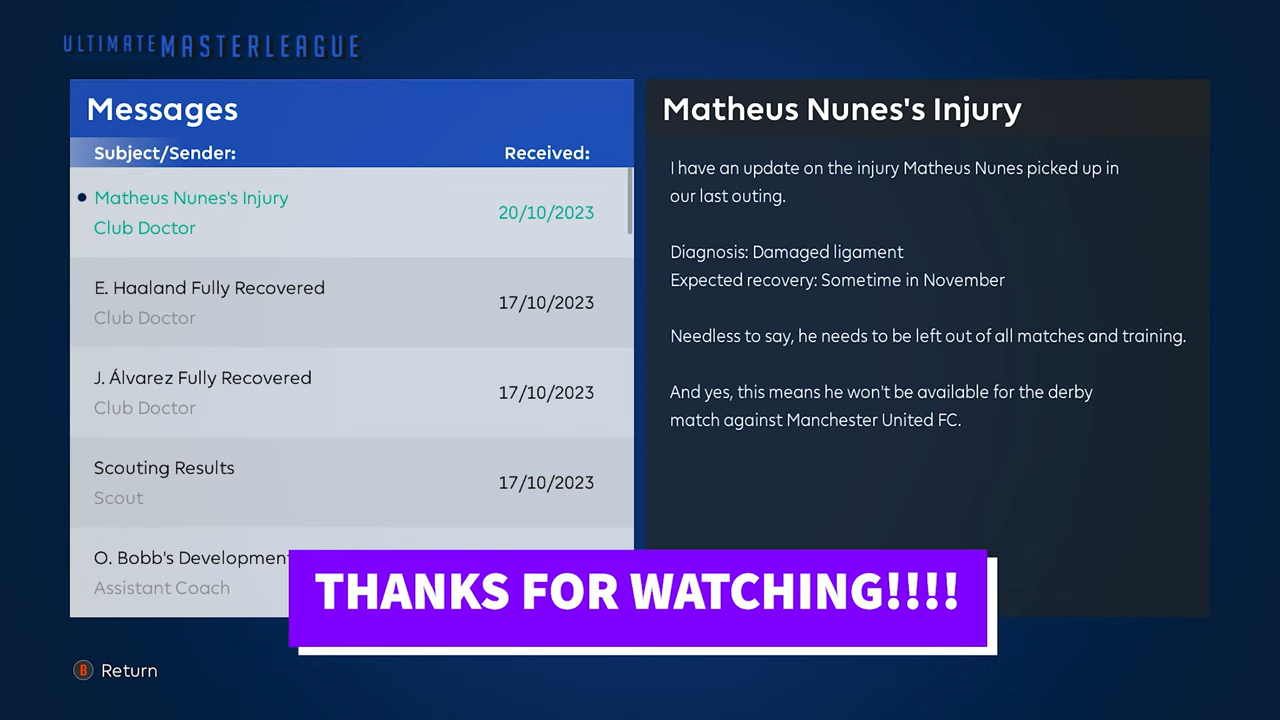 ULTIMATEMASTERLEAGUE
Messages
Subject/Sender: Received:
Matheus Nunes's Injury
Club Doctor
20/10/2023
E. Haaland Fully Recovered
Club Doctor
17/10/2023
J. Álvarez Fully Recovered
Club Doctor
17/10/2023
Scouting Results
Scout
17/10/2023
O. Bobb's Development
Assistant Coach
Matheus Nunes's Injury
I have an update on the injury Matheus Nunes picked up in
our last outing.
Diagnosis: Damaged ligament
Expected recovery: Sometime in November
Needless to say, he needs to be left out of all matches and training.
And yes, this means he won't be available for the derby
match against Manchester United FC.
THANKS FOR WATCHING!!!!
B Return